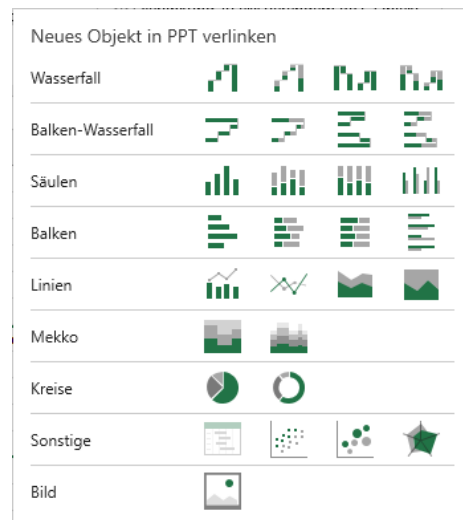 Neues Objekt in PPT verlinken
Wasserfall
Balken-Wasserfall
Säulen
Balken
Linien
Mekko
Kreise
Sonstige
Bild